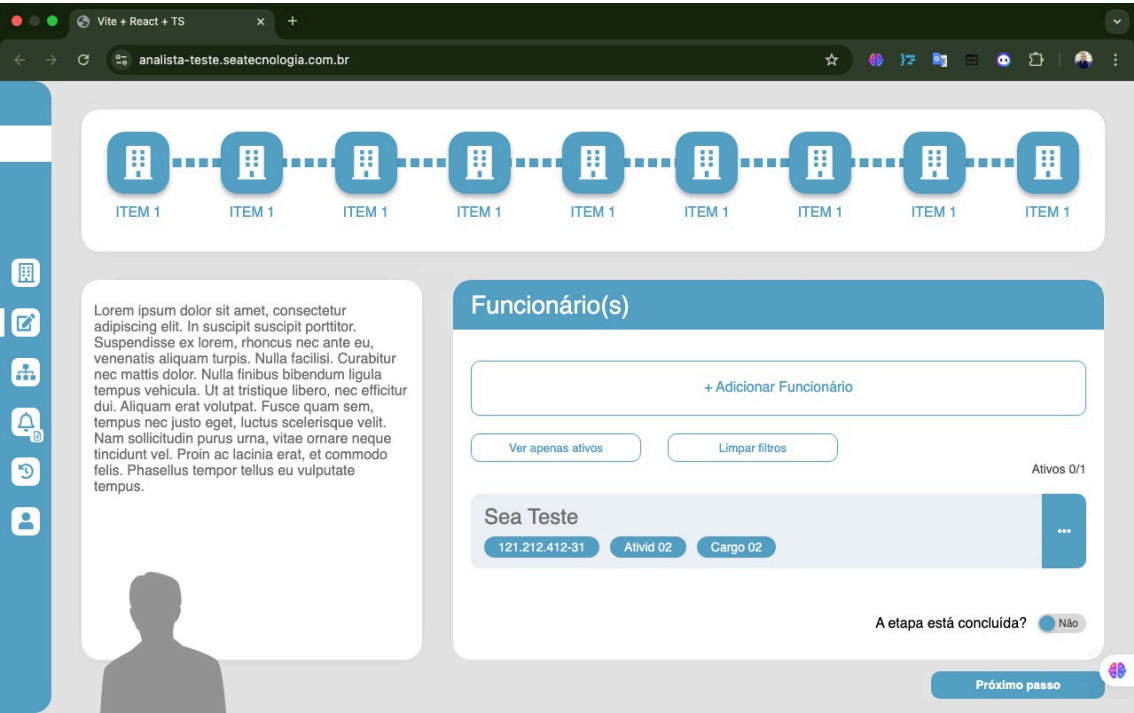 Vite + React + TS
analista-teste.seatecnologia.com.br
ITEM 1 ITEM 1 ITEM 1 ITEM 1 ITEM 1 ITEM 1 ITEM 1 ITEM 1 ITEM 1
Lorem ipsum dolor sit amet, consectetur
adipiscing elit. In suscipit suscipit porttitor.
Suspendisse ex lorem, rhoncus nec ante eu,
venenatis aliquam turpis. Nulla facilisi. Curabitur
nec mattis dolor. Nulla finibus bibendum ligula
tempus vehicula. Ut at tristique libero, nec efficitur
dui. Aliquam erat volutpat. Fusce quam sem,
tempus nec justo eget, luctus scelerisque velit.
Nam sollicitudin purus urna, vitae ornare neque
tincidunt vel. Proin ac lacinia erat, et commodo
felis. Phasellus tempor tellus eu vulputate
tempus.
Funcionário(s)
+ Adicionar Funcionário
Ver apenas ativos Limpar filtros
Ativos 0/1
Sea Teste
121.212.412-31 Ativid 02 Cargo 02
A etapa está concluída? Não
Próximo passo